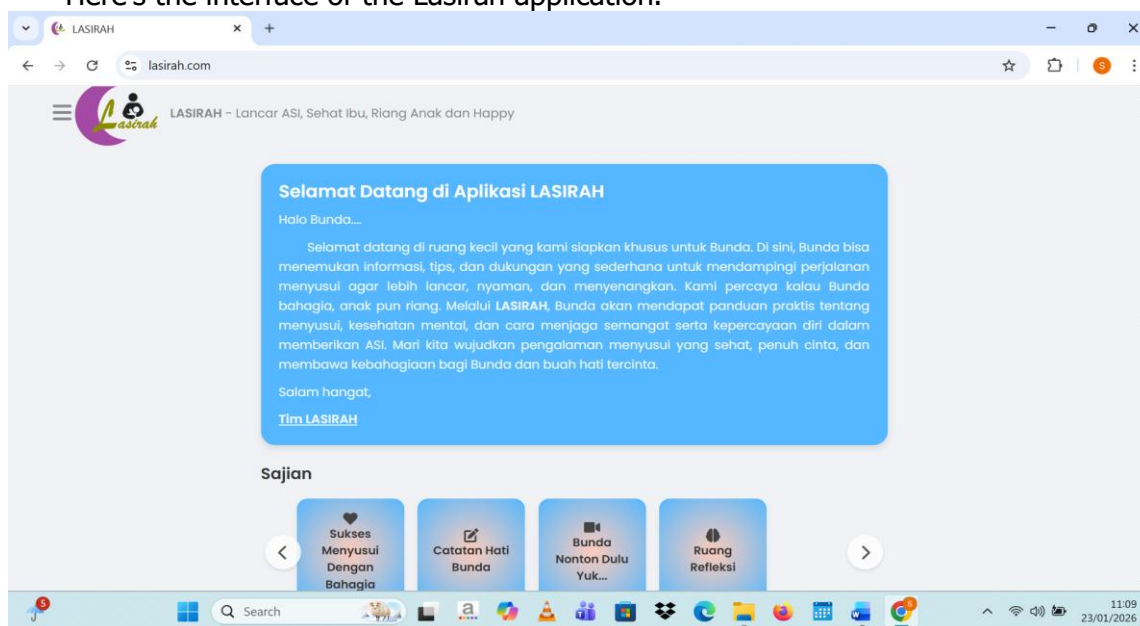 Here's the interface of the Lasirah application.
LASIRAH
lasirah.com
S
Lasirah
LASIRAH - Lancar ASI, Sehat Ibu, Riang Anak dan Happy
Selamat Datang di Aplikasi LASIRAH
Halo Bunda....
Selamat datang di ruang kecil yang kami siapkan khusus untuk Bunda. Di sini, Bunda bisa
menemukan informasi, tips, dan dukungan yang sederhana untuk mendampingi perjalanan
menyusui agar lebih lancar, nyaman, dan menyenangkan. Kami percaya kalau Bunda
bahagia, anak pun riang. Melalui LASIRAH, Bunda akan mendapat panduan praktis tentang
menyusui, kesehatan mental, dan cara menjaga semangat serta kepercayaan diri dalam
memberikan ASI. Mari kita wujudkan pengalaman menyusui yang sehat, penuh cinta, dan
membawa kebahagiaan bagi Bunda dan buah hati tercinta.
Salam hangat,
Tim LASIRAH
Sajian
Sukses
Menyusui
Dengan
Bahagia
Catatan Hati
Bunda
Bunda
Nonton Dulu
Yuk...
Ruang
Refleksi
5
Search
11:09
23/01/2026